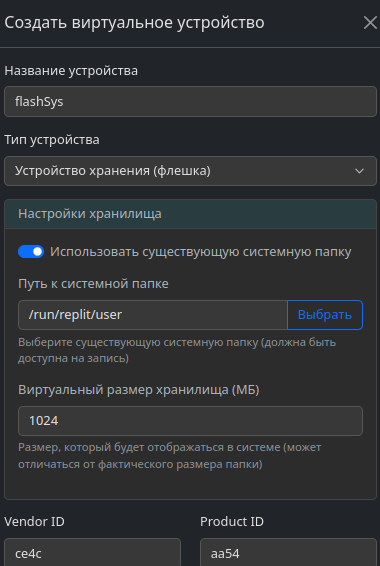 Создать виртуальное устройство
Название устройства
flashSys
Тип устройства
Устройство хранения (флешка)
Настройки хранилища
Использовать существующую системную папку
Путь к системной папке
/run/replit/user
Выбрать
Выберите существующую системную папку (должна быть
доступна на запись)
Виртуальный размер хранилища (МБ)
1024
Размер, который будет отображаться в системе (может
отличаться от фактического размера папки)
Vendor ID
Product ID
ce4c
aa54